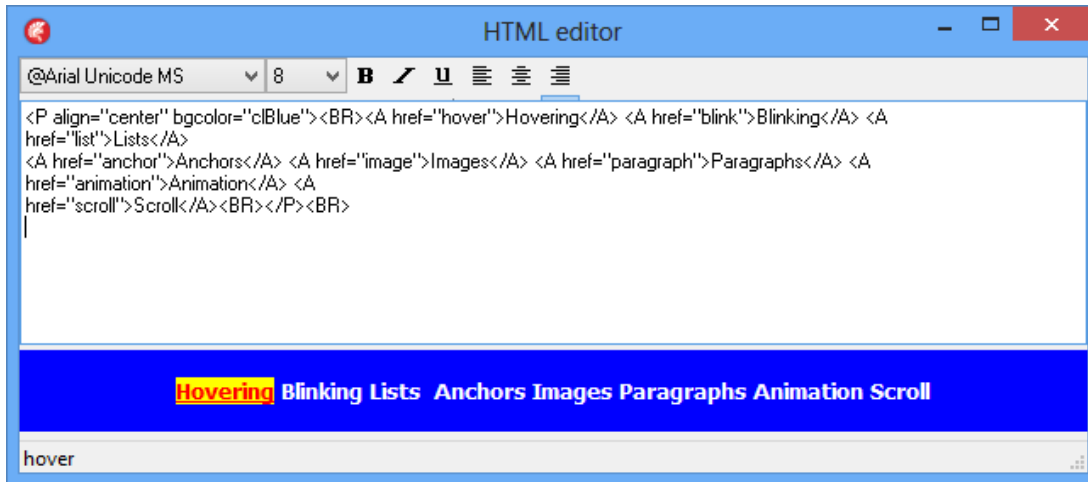 HTML editor
@Arial Unicode MS 8 B I U
<P align="center" bgcolor="clBlue"><BR><A href="hover">Hovering</A> <A href="blink">Blinking</A> <A
href="list">Lists</A>
<A href="anchor">Anchors</A> <A href="image">Images</A> <A href="paragraph">Paragraphs</A> <A
href="animation">Animation</A> <A
href="scroll">Scroll</A><BR></P><BR>
Hovering Blinking Lists Anchors Images Paragraphs Animation Scroll
hover